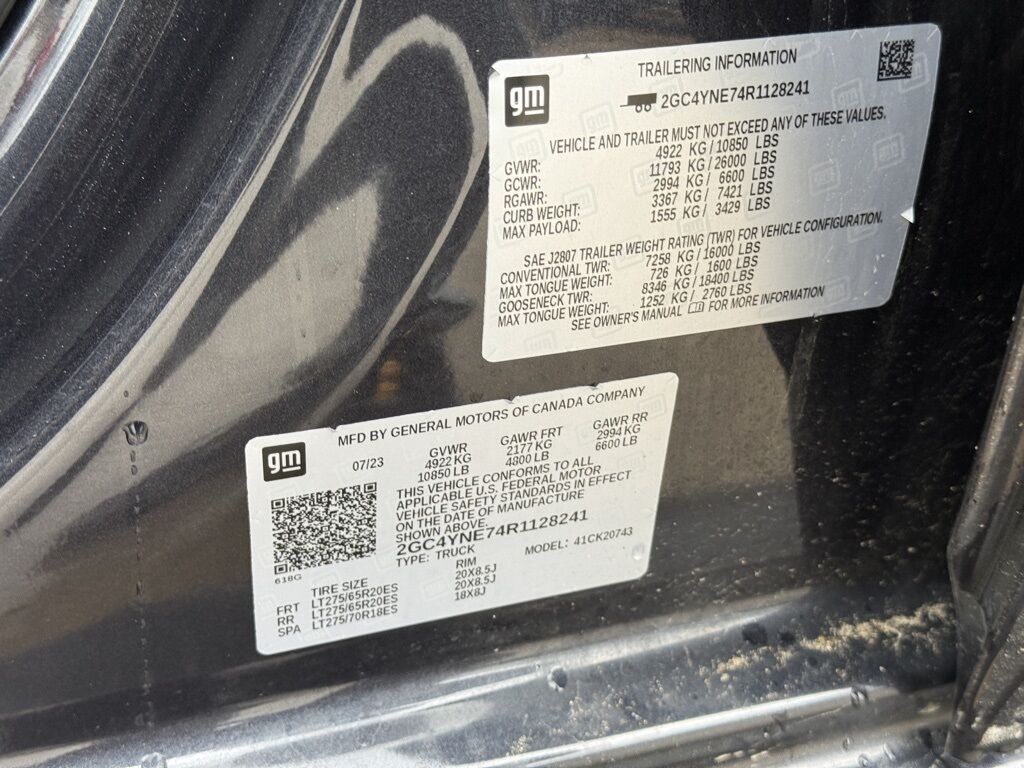 gm
TRAILERING INFORMATION
2GC4YNE74R1128241
VEHICLE AND TRAILER MUST NOT EXCEED ANY OF THESE VALUES.
GVWR: 4922 KG / 10850 LBS
GCWR: 11793 KG / 26000 LBS
RGAWR: 2994 KG / 6600 LBS
CURB WEIGHT: 3367 KG / 7421 LBS
MAX PAYLOAD: 1555 KG / 3429 LBS
SAE J2807 TRAILER WEIGHT RATING (TWR) FOR VEHICLE CONFIGURATION.
CONVENTIONAL TWR: 7258 KG / 16000 LBS
MAX TONGUE WEIGHT: 726 KG / 1600 LBS
GOOSENECK TWR: 8346 KG / 18400 LBS
MAX TONGUE WEIGHT: 1252 KG / 2760 LBS
SEE OWNER'S MANUAL FOR MORE INFORMATION
gm
MFD BY GENERAL MOTORS OF CANADA COMPANY
07/23 GVWR GAWR FRT GAWR RR
4922 KG 2177 KG 2994 KG
10850 LB 4800 LB 6600 LB
THIS VEHICLE CONFORMS TO ALL
APPLICABLE U.S. FEDERAL MOTOR
VEHICLE SAFETY STANDARDS IN EFFECT
ON THE DATE OF MANUFACTURE
SHOWN ABOVE.
2GC4YNE74R1128241
TYPE: TRUCK MODEL: 41CK20743
618G
TIRE SIZE RIM
FRT LT275/65R20ES 20X8.5J
RR LT275/65R20ES 20X8.5J
SPA LT275/70R18ES 18X8J